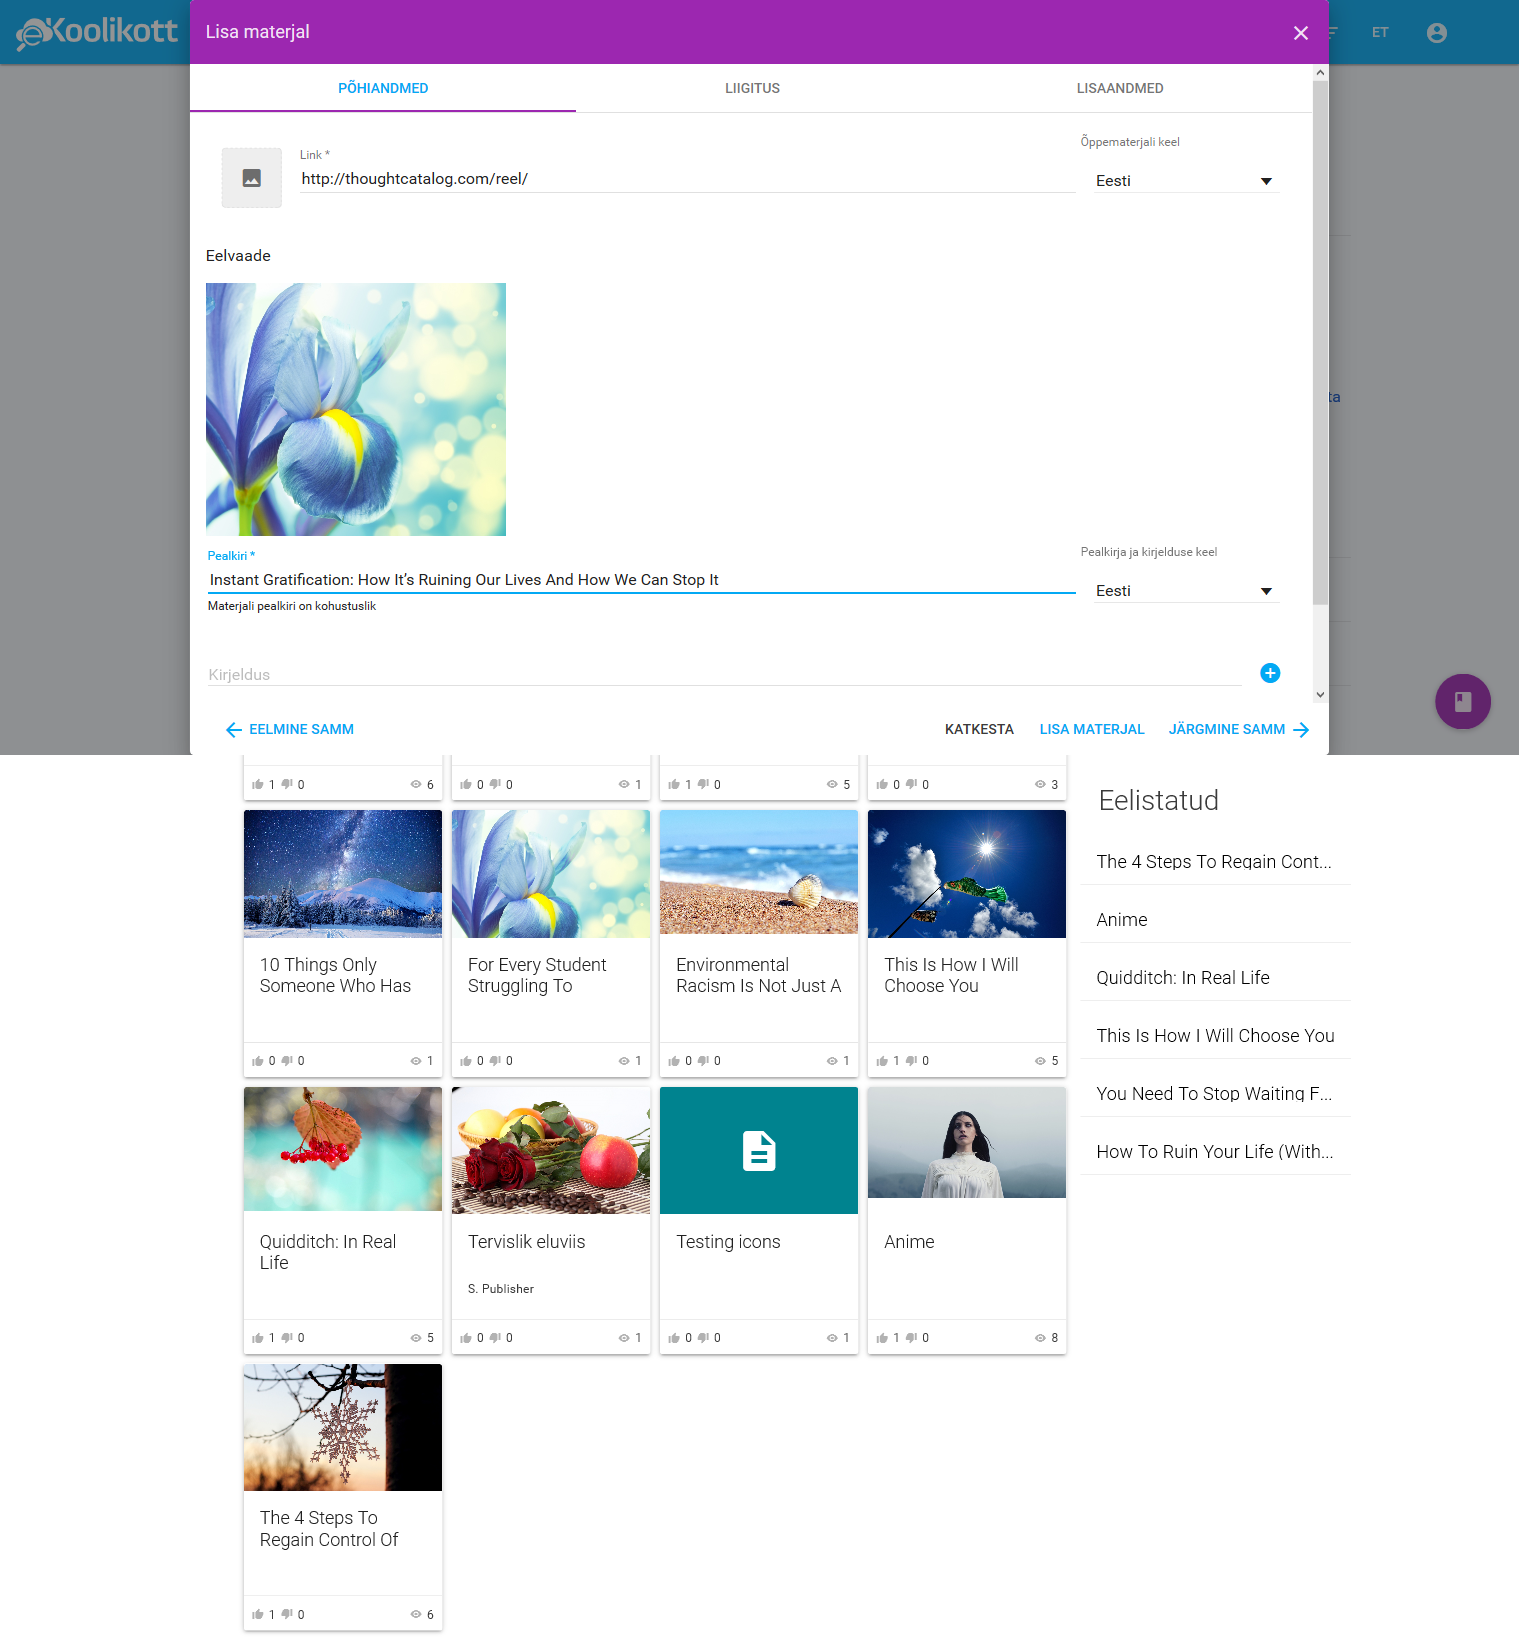 eKoolikott
Lisa materjal
ET
PÕHIANDMED
LIIGITUS
LISAANDMED
Link *
Õppematerjali keel
http://thoughtcatalog.com/reel/
Eesti
Eelvaade
ta
Pealkiri *
Pealkirja ja kirjelduse keel
Instant Gratification: How It’s Ruining Our Lives And How We Can Stop It
Eesti
Materjali pealkiri on kohustuslik
Kirjeldus
EELMINE SAMM
KATKESTA
LISA MATERJAL
JÄRGMINE SAMM
1 0 6
0 0 1
1 0 5
0 0 3
Eelistatud
The 4 Steps To Regain Cont...
Anime
Quidditch: In Real Life
This Is How I Will Choose You
You Need To Stop Waiting F...
How To Ruin Your Life (With...
10 Things Only
Someone Who Has
0 0 1
For Every Student
Struggling To
0 0 1
Environmental
Racism Is Not Just A
0 0 1
This Is How I Will
Choose You
1 0 5
Quidditch: In Real
Life
1 0 5
Tervislik eluviis
S. Publisher
0 0 1
Testing icons
0 0 1
Anime
1 0 8
The 4 Steps To
Regain Control Of
1 0 6